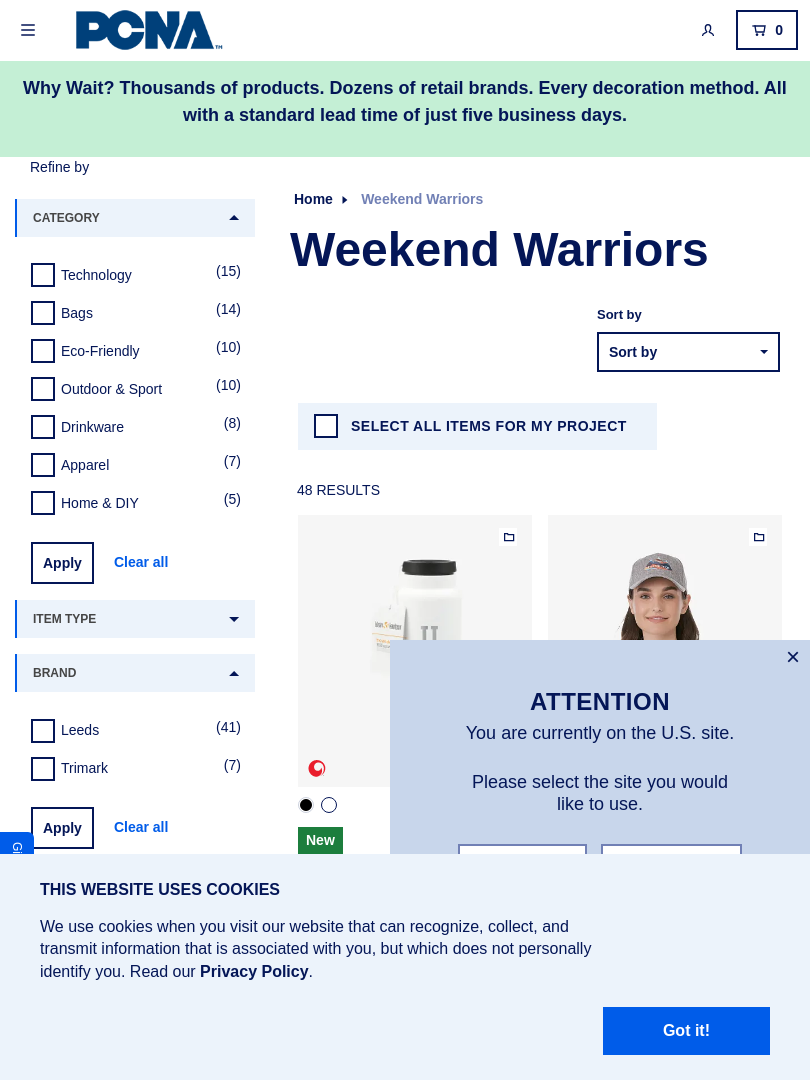 PCNA™
0
Why Wait? Thousands of products. Dozens of retail brands. Every decoration method. All
with a standard lead time of just five business days.
Refine by
Home
Weekend Warriors
CATEGORY
Weekend Warriors
Technology (15)
Bags (14)
Eco-Friendly (10)
Outdoor & Sport (10)
Drinkware (8)
Apparel (7)
Home & DIY (5)
Apply
Clear all
Sort by
Sort by
SELECT ALL ITEMS FOR MY PROJECT
48 RESULTS
ITEM TYPE
BRAND
Leeds (41)
Trimark (7)
Apply
Clear all
New
ATTENTION
You are currently on the U.S. site.
Please select the site you would
like to use.
THIS WEBSITE USES COOKIES
We use cookies when you visit our website that can recognize, collect, and
transmit information that is associated with you, but which does not personally
identify you. Read our Privacy Policy.
Got it!